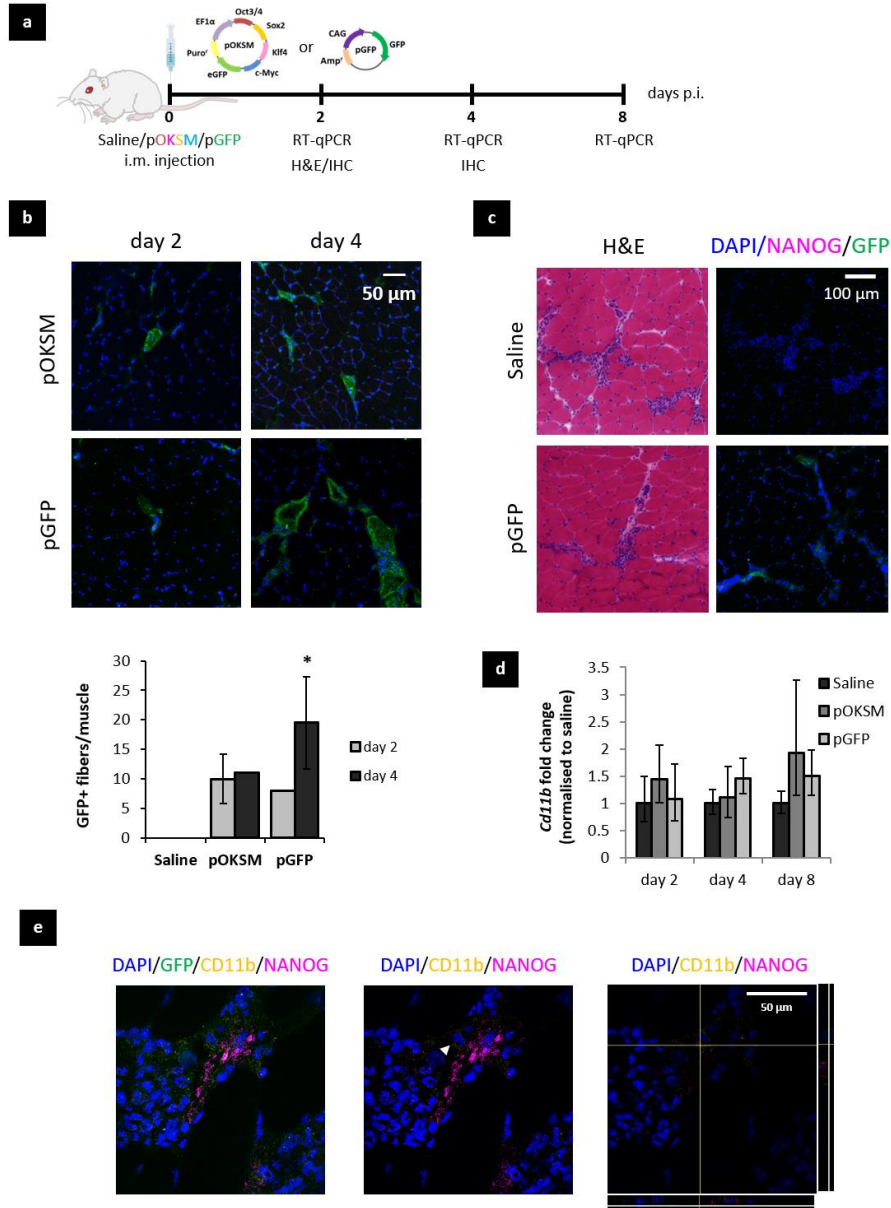 a
EF1α
Oct3/4
Sox2
Klf4
c-Myc
eGFP
Puroʳ
pOKSM
or
CAG
GFP
Ampʳ
pGFP
0
2
4
8
days p.i.
Saline/pOKSM/pGFP
i.m. injection
RT-qPCR
H&E/IHC
RT-qPCR
IHC
RT-qPCR
b
day 2
day 4
pOKSM
50 µm
pGFP
GFP+ fibers/muscle
30
25
20
15
10
5
0
*
Saline
pOKSM
pGFP
day 2
day 4
c
H&E
DAPI/NANOG/GFP
Saline
100 µm
pGFP
d
Cd11b fold change
(normalised to saline)
3.5
3
2.5
2
1.5
1
0.5
0
Saline
pOKSM
pGFP
day 2
day 4
day 8
e
DAPI/GFP/CD11b/NANOG
DAPI/CD11b/NANOG
DAPI/CD11b/NANOG
50 µm